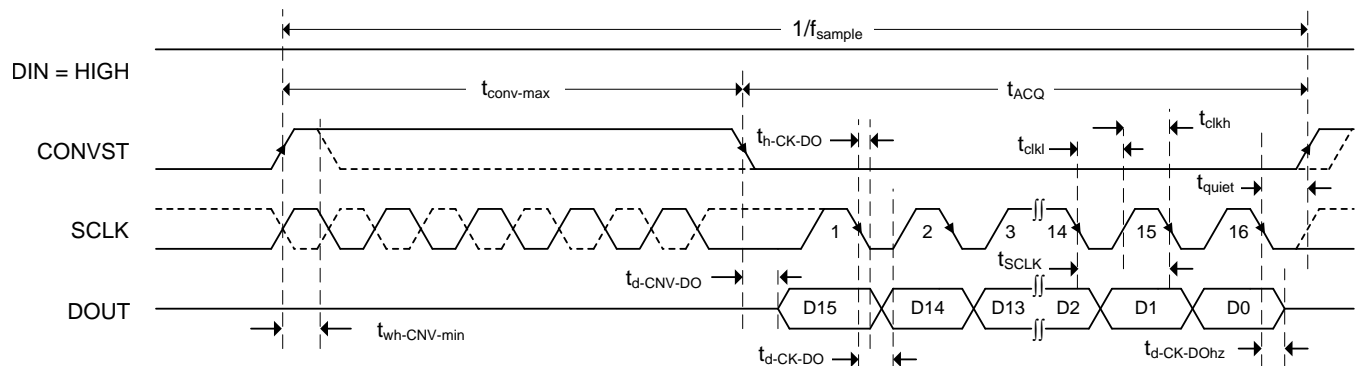 1/fsample
DIN = HIGH
tconv-max
tACQ
CONVST
th-CK-DO
tclkl
tclkh
tquiet
SCLK
1 2 3 14 15 16
tSCLK
td-CNV-DO
DOUT
D15 D14 D13 D2 D1 D0
twh-CNV-min
td-CK-DO
td-CK-DOhz